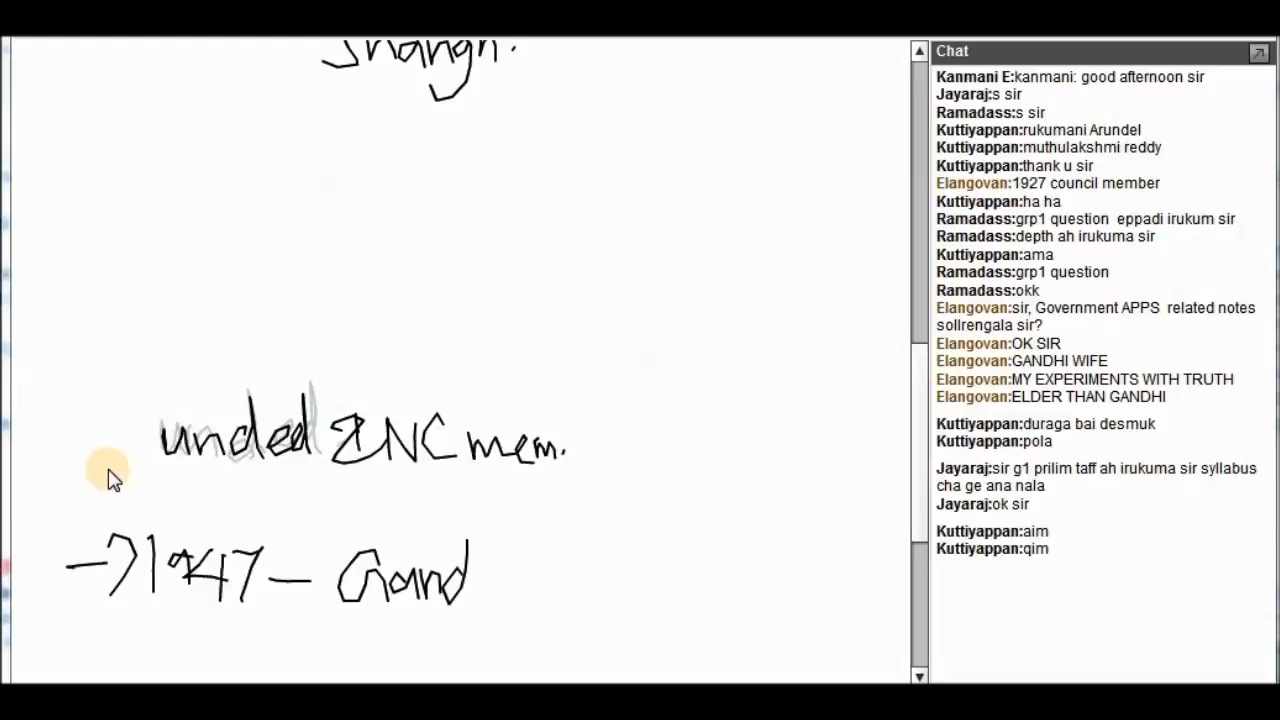 Shangh.
unded INC mem.
→ 1947 - Gand
Chat
Kanmani E:kanmani: good afternoon sir
Jayaraj:s sir
Ramadass:s sir
Kuttiyappan:rukumani Arundel
Kuttiyappan:muthulakshmi reddy
Kuttiyappan:thank u sir
Elangovan:1927 council member
Kuttiyappan:ha ha
Ramadass:grp1 question eppadi irukum sir
Ramadass:depth ah irukuma sir
Kuttiyappan:ama
Ramadass:grp1 question
Ramadass:okk
Elangovan:sir, Government APPS related notes
sollrengala sir?
Elangovan:OK SIR
Elangovan:GANDHI WIFE
Elangovan:MY EXPERIMENTS WITH TRUTH
Elangovan:ELDER THAN GANDHI
Kuttiyappan:duraga bai desmuk
Kuttiyappan:pola
Jayaraj:sir g1 prilim taff ah irukuma sir syllabus
cha ge ana nala
Jayaraj:ok sir
Kuttiyappan:aim
Kuttiyappan:qim